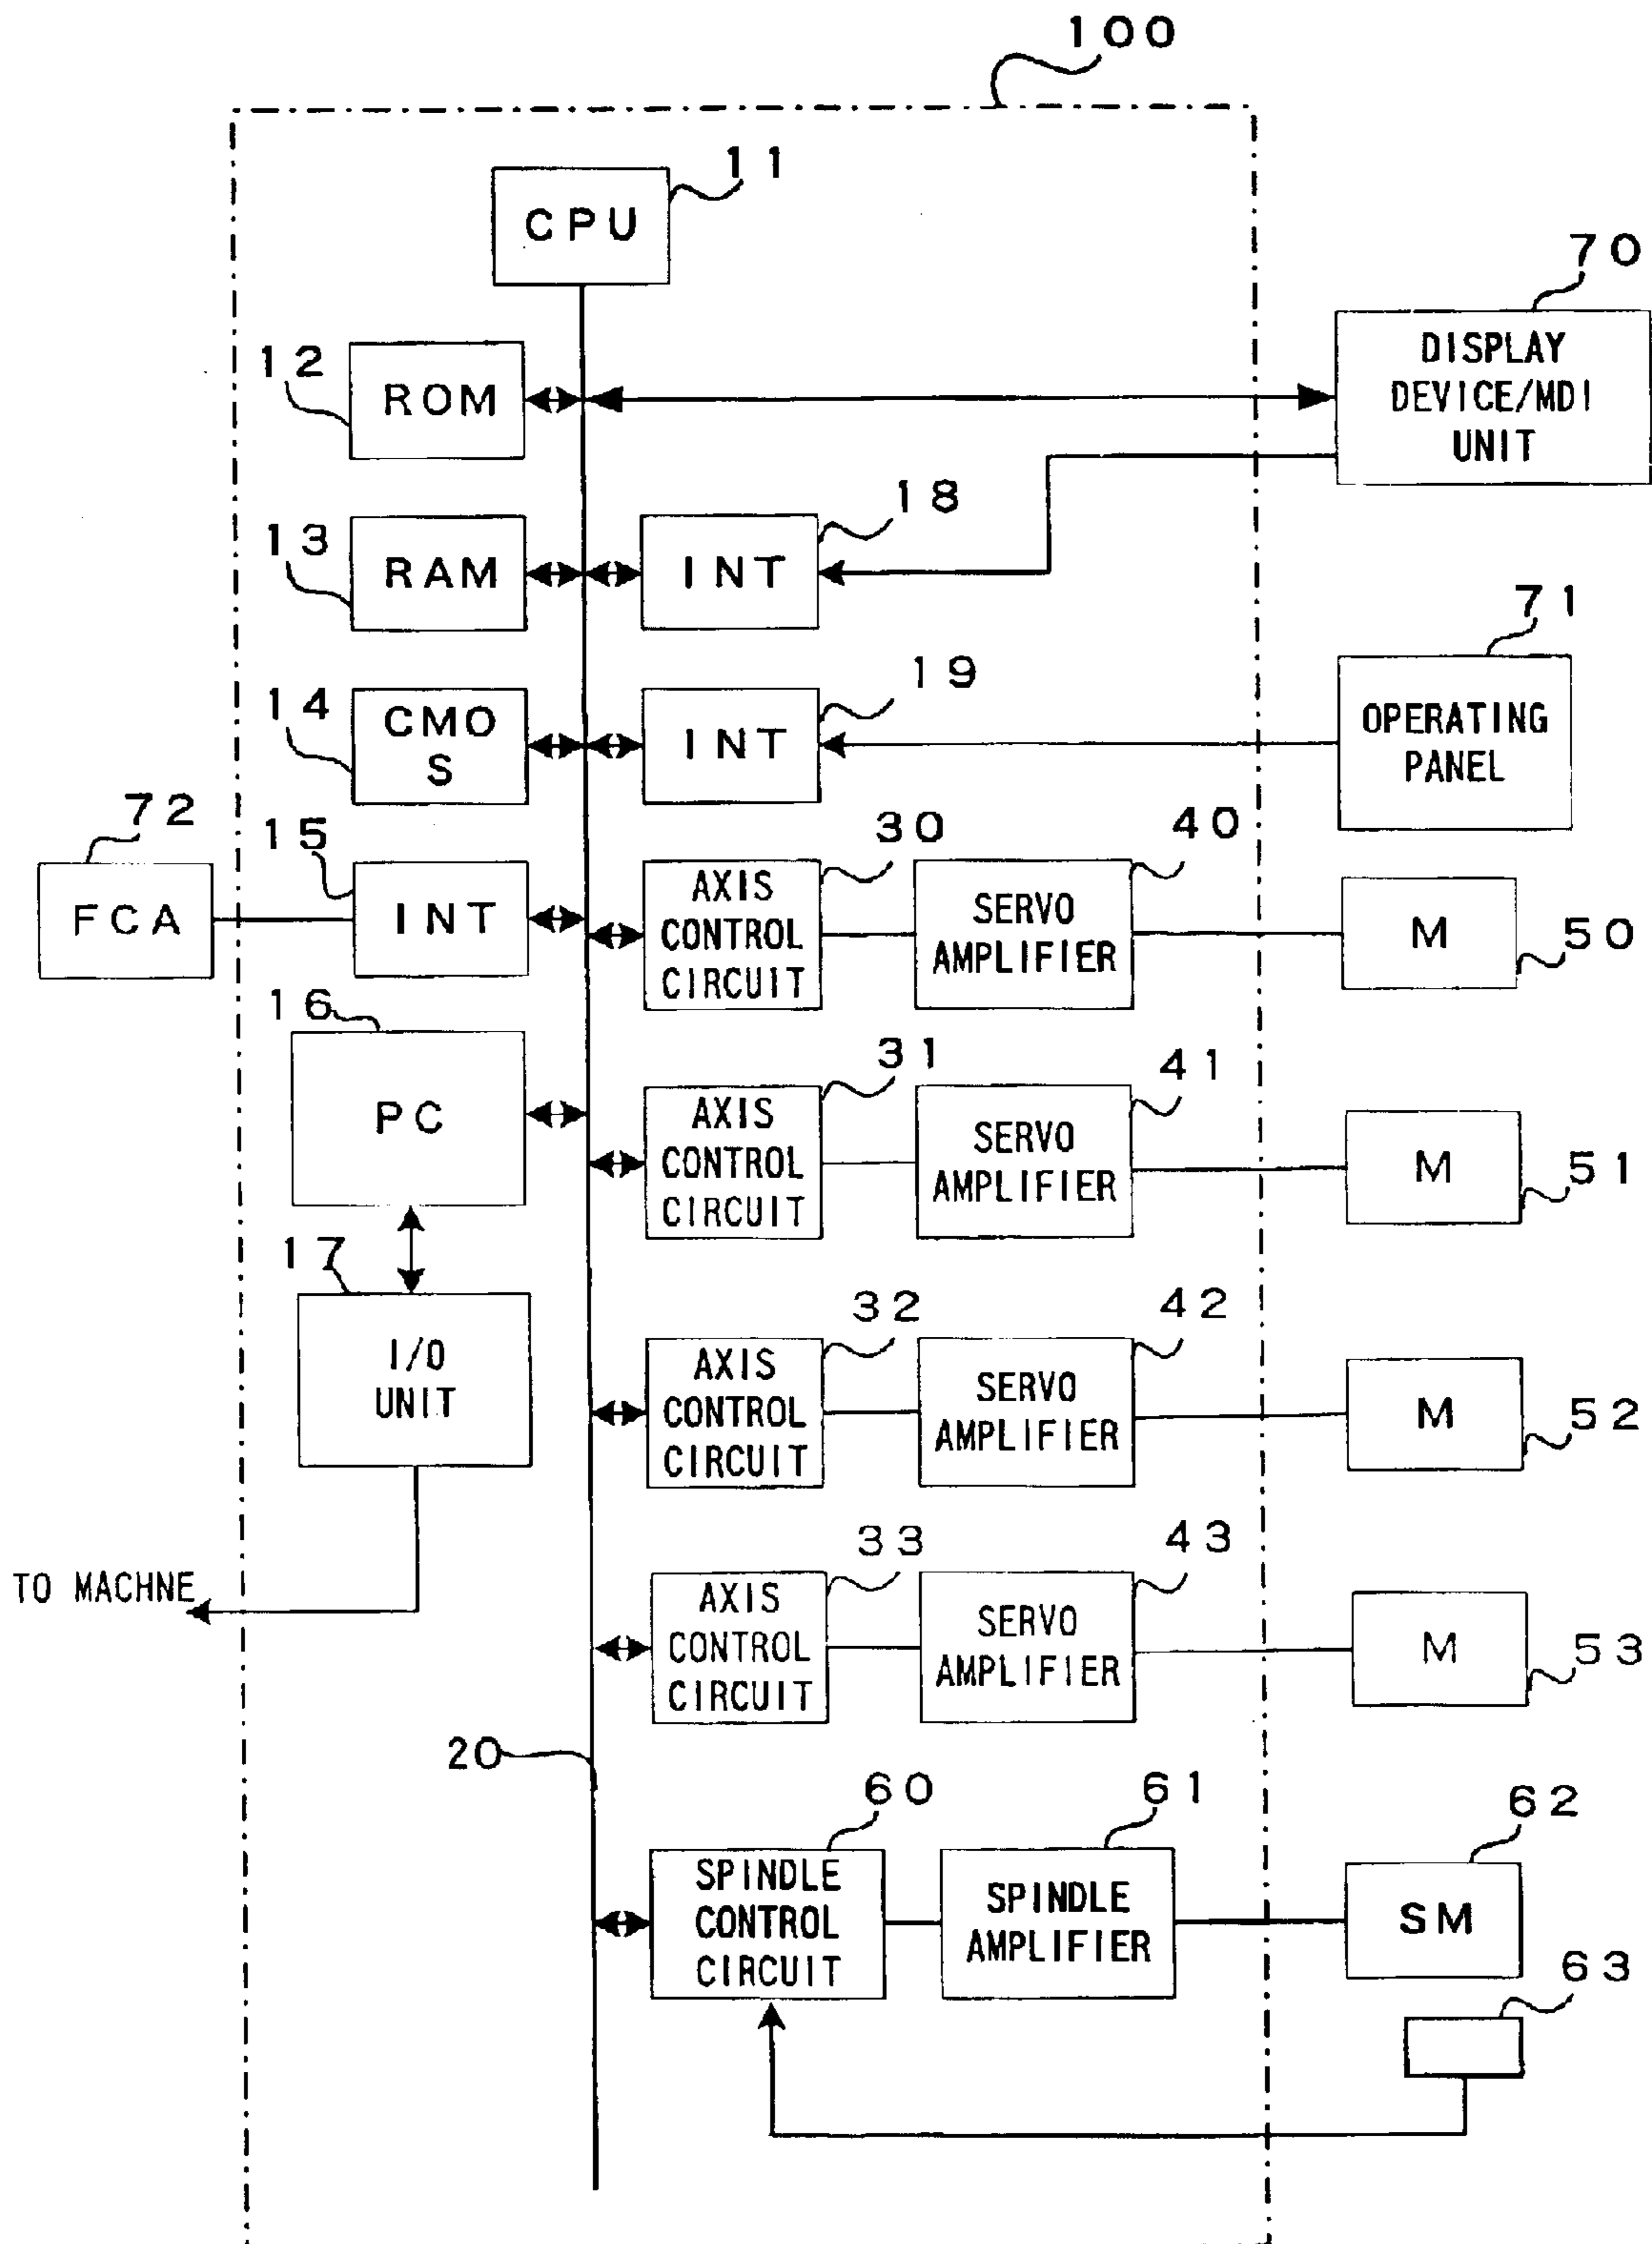 100
11
CPU
70
DISPLAY
DEVICE/MDI
UNIT
12
ROM
18
13
RAM
INT
71
19
14
CMO
S
INT
OPERATING
PANEL
72
15
30
40
FCA
INT
AXIS
CONTROL
CIRCUIT
SERVO
AMPLIFIER
M
50
16
31
41
PC
AXIS
CONTROL
CIRCUIT
SERVO
AMPLIFIER
M
51
17
32
42
I/O
UNIT
AXIS
CONTROL
CIRCUIT
SERVO
AMPLIFIER
M
52
33
43
TO MACHNE
AXIS
CONTROL
CIRCUIT
SERVO
AMPLIFIER
M
53
20
60
61
62
SPINDLE
CONTROL
CIRCUIT
SPINDLE
AMPLIFIER
SM
63